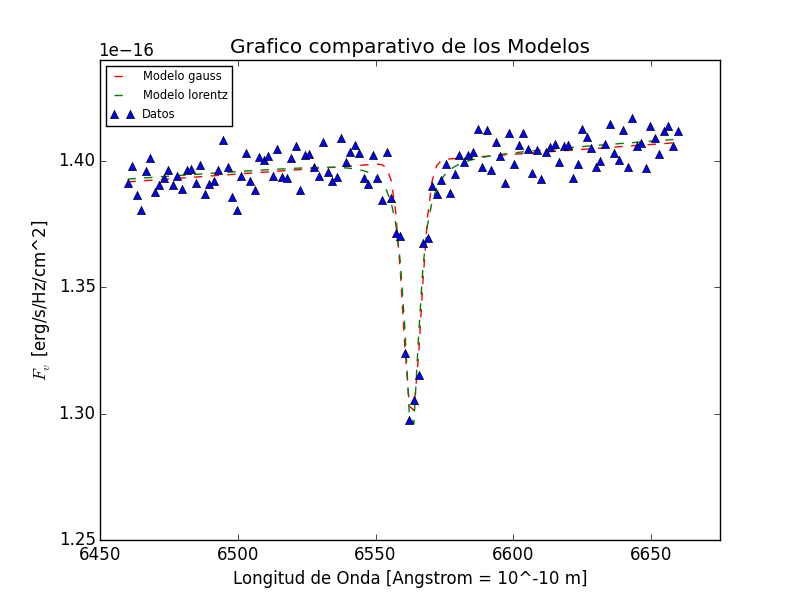 Grafico comparativo de los Modelos
1e−16
Modelo gauss
Modelo lorentz
Datos
1.40
1.35
1.30
1.25
F_v [erg/s/Hz/cm^2]
6450 6500 6550 6600 6650
Longitud de Onda [Angstrom = 10^-10 m]